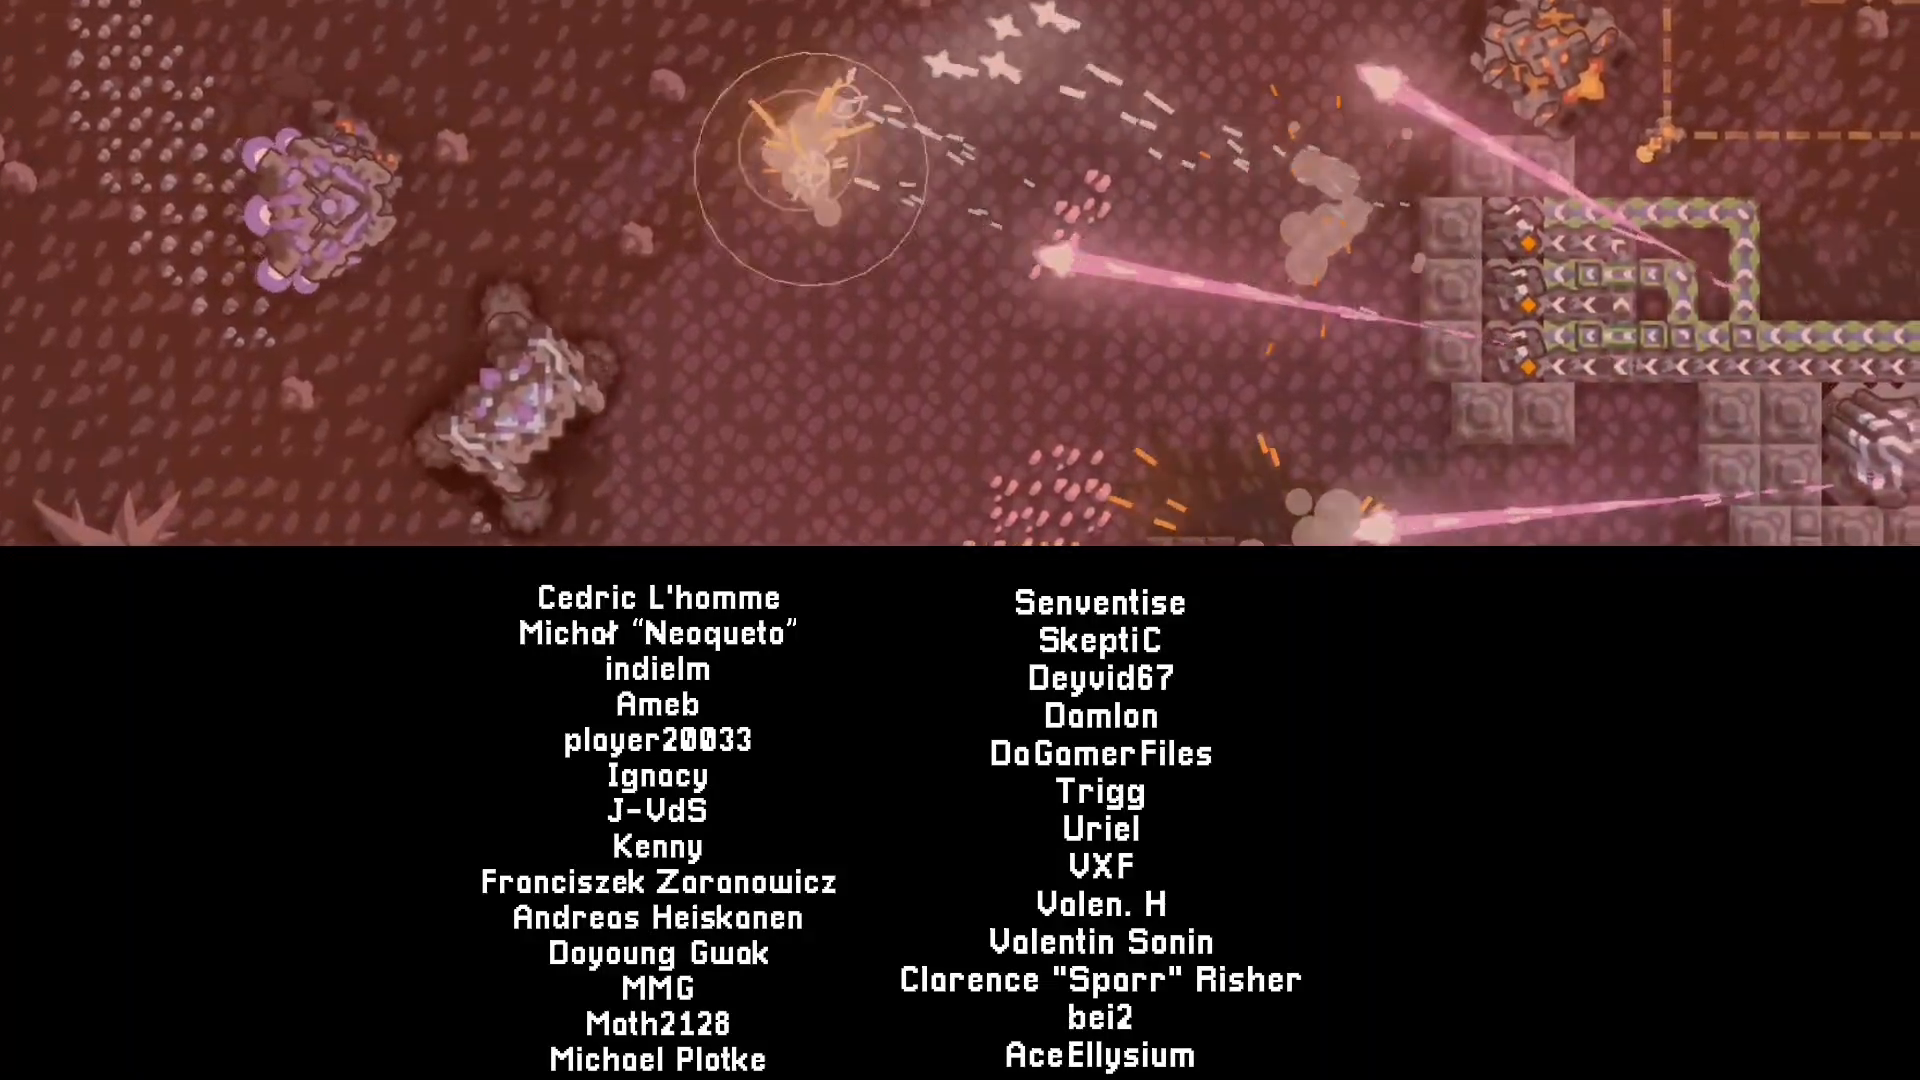 Cedric L'homme
Michał “Neoqueto”
indielm
Ameb
player20033
Ignacy
J-VdS
Kenny
Franciszek Zaranowicz
Andreas Heiskanen
Doyoung Gwak
MMG
Math2128
Michael Plotke
Senventise
SkeptiC
Deyvid67
Damlon
DaGamerFiles
Trigg
Uriel
VXF
Valen. H
Valentin Sonin
Clarence "Sparr" Risher
bei2
AceEllysium